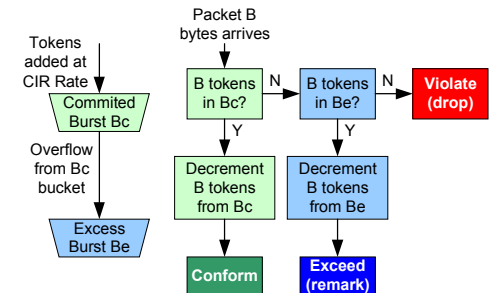 Tokens
added at
CIR Rate
Commited
Burst Bc
Overflow
from Bc
bucket
Excess
Burst Be
Packet B
bytes arrives
B tokens
in Bc?
N
B tokens
in Be?
N
Violate
(drop)
Y
Y
Decrement
B tokens
from Bc
Decrement
B tokens
from Be
Conform
Exceed
(remark)